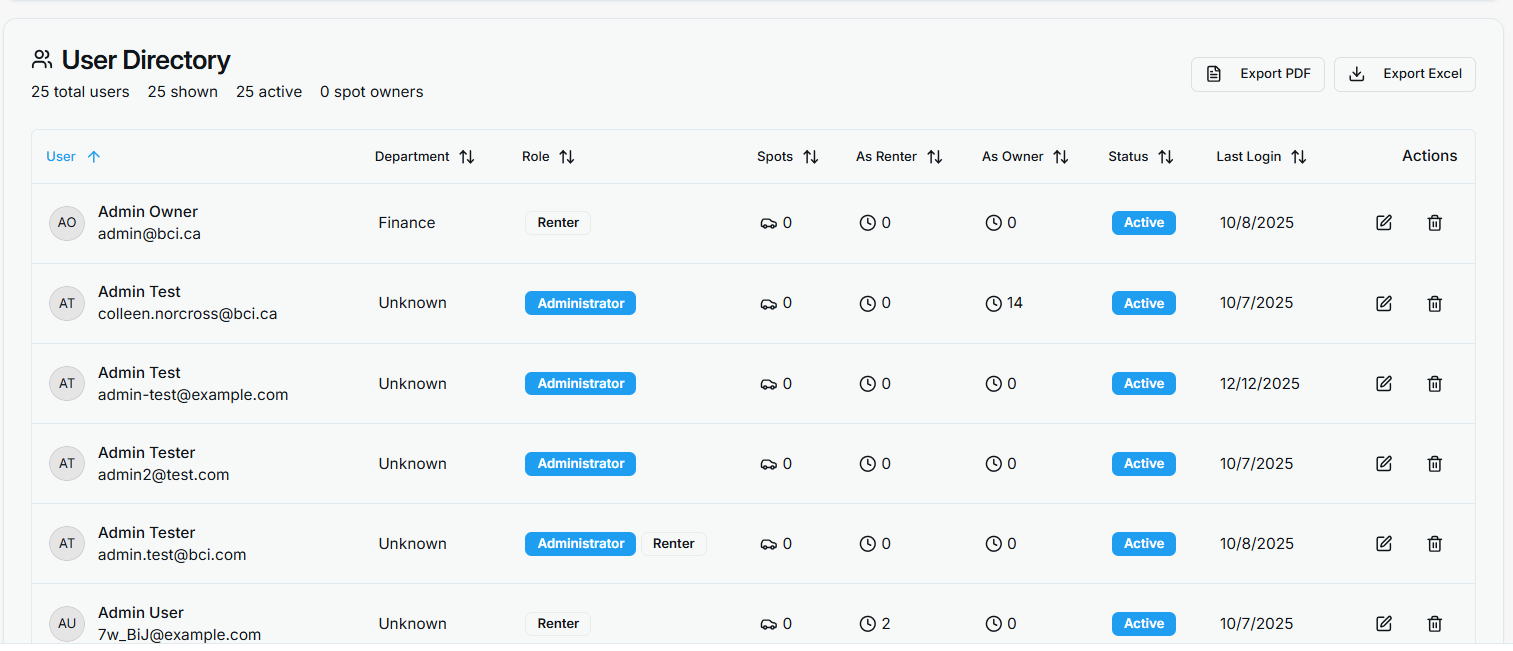 User Directory
25 total users 25 shown 25 active 0 spot owners
Export PDF Export Excel
User Department Role Spots As Renter As Owner Status Last Login Actions
AO Admin Owner Finance Renter 0 0 0 Active 10/8/2025
admin@bci.ca
AT Admin Test Unknown Administrator 0 0 14 Active 10/7/2025
colleen.norcross@bci.ca
AT Admin Test Unknown Administrator 0 0 0 Active 12/12/2025
admin-test@example.com
AT Admin Tester Unknown Administrator 0 0 0 Active 10/7/2025
admin2@test.com
AT Admin Tester Unknown Administrator Renter 0 0 0 Active 10/8/2025
admin.test@bci.com
AU Admin User Unknown Renter 0 2 0 Active 10/7/2025
7w_BiJ@example.com